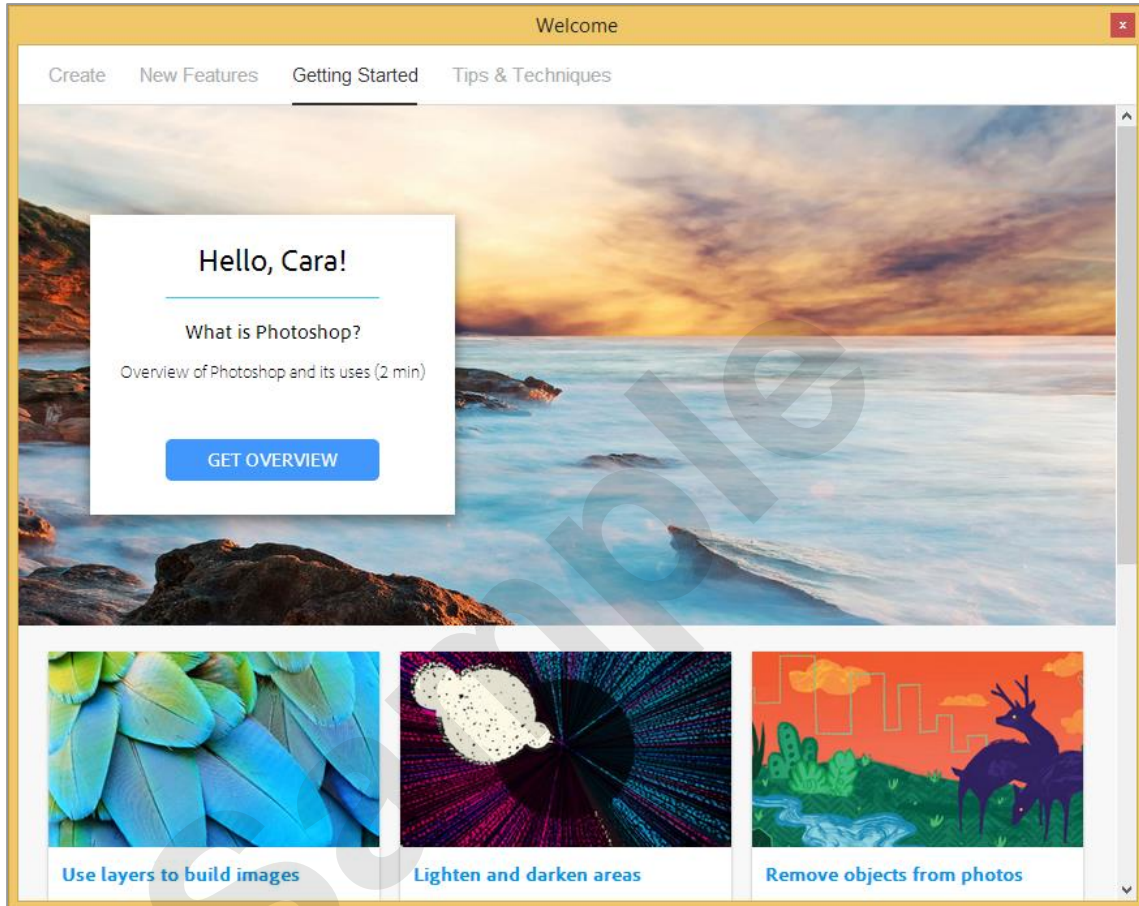 Welcome
x
Create New Features Getting Started Tips & Techniques
Hello, Cara!
What is Photoshop?
Overview of Photoshop and its uses (2 min)
GET OVERVIEW
Sample
Use layers to build images
Lighten and darken areas
Remove objects from photos